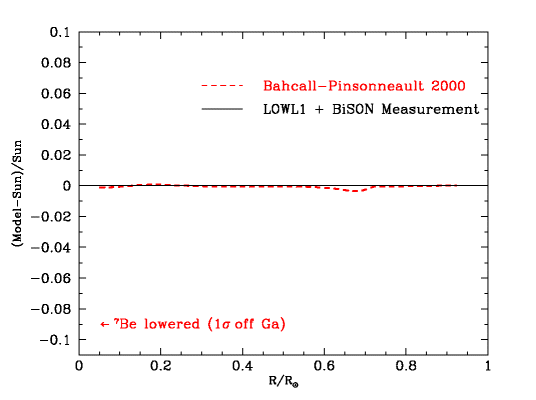 0.1
0.08
0.06
0.04
0.02
0
−0.02
−0.04
−0.06
−0.08
−0.1
(Model−Sun)/Sun
Bahcall−Pinsonneault 2000
LOWL1 + BiSON Measurement
← ⁷Be lowered (1σ off Ga)
0 0.2 0.4 0.6 0.8 1
R/R⊙